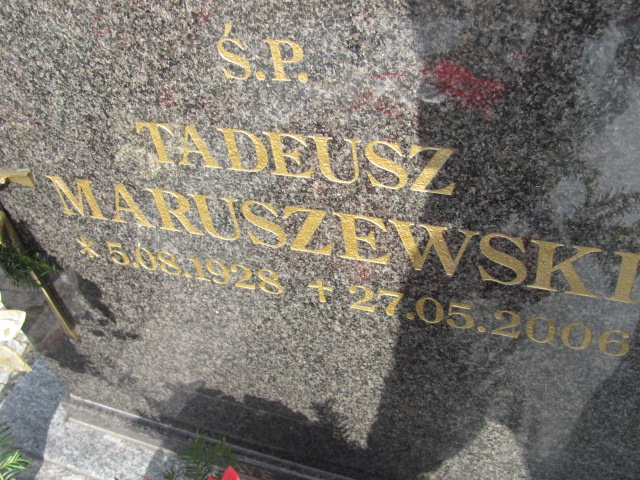 Ś.P.
TADEUSZ
MARUSZEWSKI
* 5.08.1928 † 27.05.2006